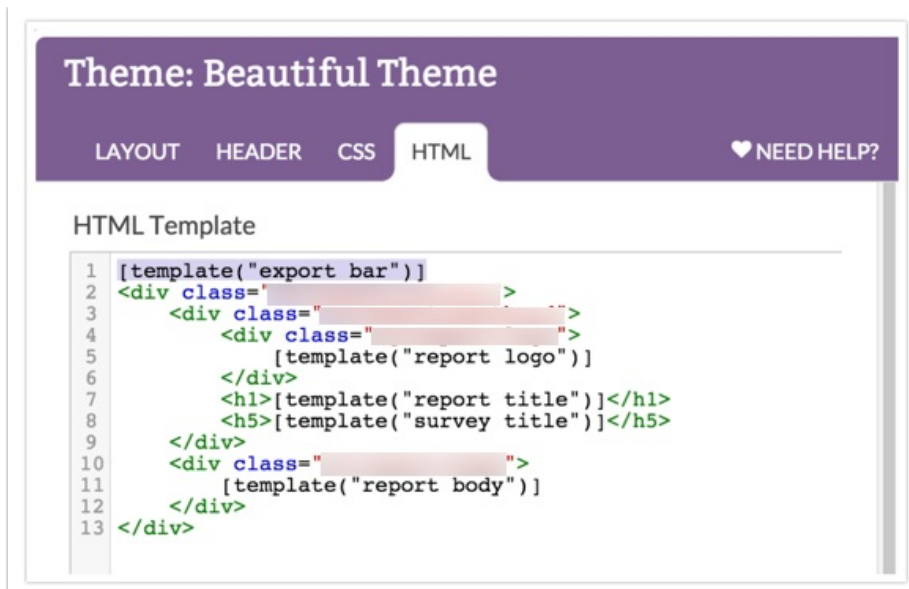 Theme: Beautiful Theme
LAYOUT HEADER CSS HTML ♥ NEED HELP?
HTML Template
1 [template("export bar")]
2 <div class=" >
3 <div class=" ">
4 <div class=" ">
5 [template("report logo")]
6 </div>
7 <h1>[template("report title")]</h1>
8 <h5>[template("survey title")]</h5>
9 </div>
10 <div class=" ">
11 [template("report body")]
12 </div>
13 </div>